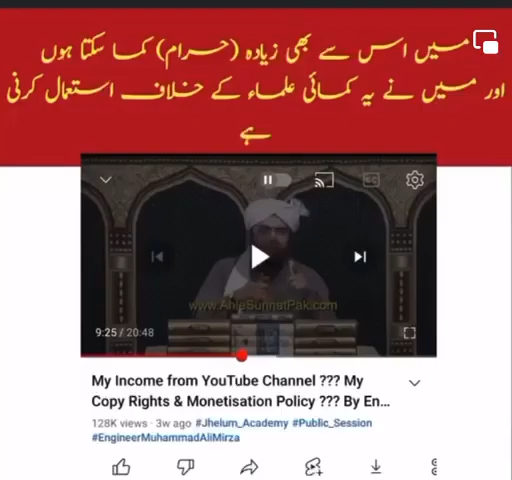 میں اس سے بھی زیادہ (حرام) کما سکتا ہوں
اور میں نے یہ کمائی علماء کے خلاف استعمال کرنی
ہے
www.AhleSunnatPak.com
9:25 / 20:48
My Income from YouTube Channel ??? My
Copy Rights & Monetisation Policy ??? By En...
128K views · 3w ago #Jhelum_Academy #Public_Session
#EngineerMuhammadAliMirza